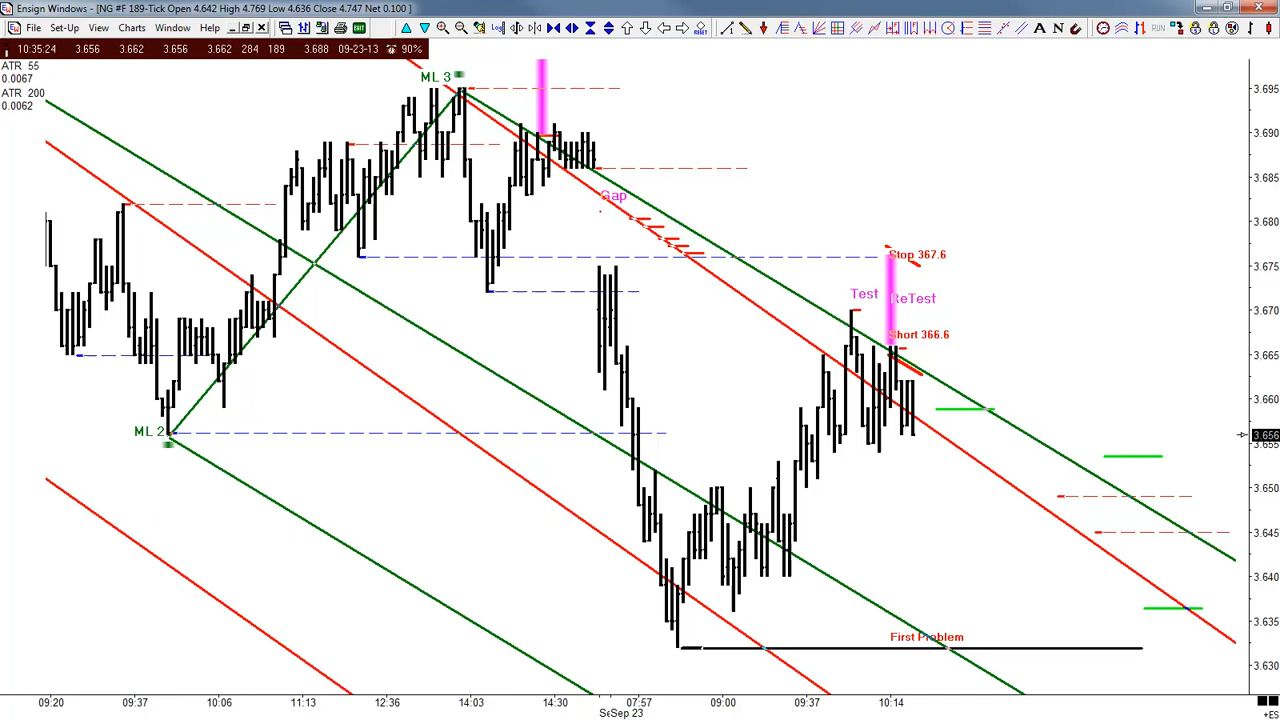 Ensign Windows - [NG #F 189-Tick Open 4.642 High 4.769 Low 4.636 Close 4.747 Net 0.100 ]
File Set-Up View Charts Window Help
10:35:24 3.656 3.662 3.656 3.662 284 189 3.688 09-23-13 90%
ATR 55
0.0067
ATR 200
0.0062
ML 3
3.695
3.690
3.685
Gap
3.680
Stop 367.6
3.675
Test ReTest
3.670
Short 366.6
3.665
3.660
ML 2
3.656
3.655
3.650
3.645
3.640
3.635
First Problem
3.630
09:20 09:37 10:06 11:13 12:36 14:03 14:30 07:57 09:00 09:37 10:14
Sep 23
+ES